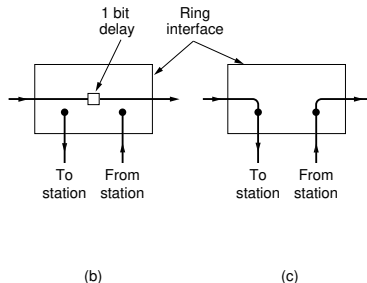 1 bit
delay
Ring
interface
To
station
From
station
To
station
From
station
(b)
(c)